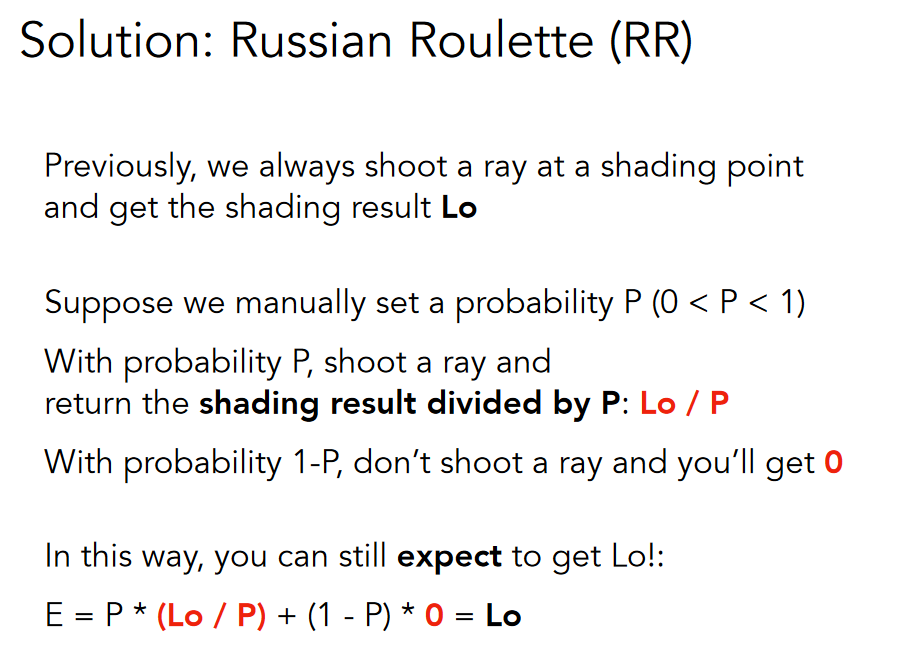 Solution: Russian Roulette (RR)
Previously, we always shoot a ray at a shading point
and get the shading result Lo
Suppose we manually set a probability P (0 < P < 1)
With probability P, shoot a ray and
return the shading result divided by P: Lo / P
With probability 1-P, don’t shoot a ray and you’ll get 0
In this way, you can still expect to get Lo!:
E = P * (Lo / P) + (1 - P) * 0 = Lo